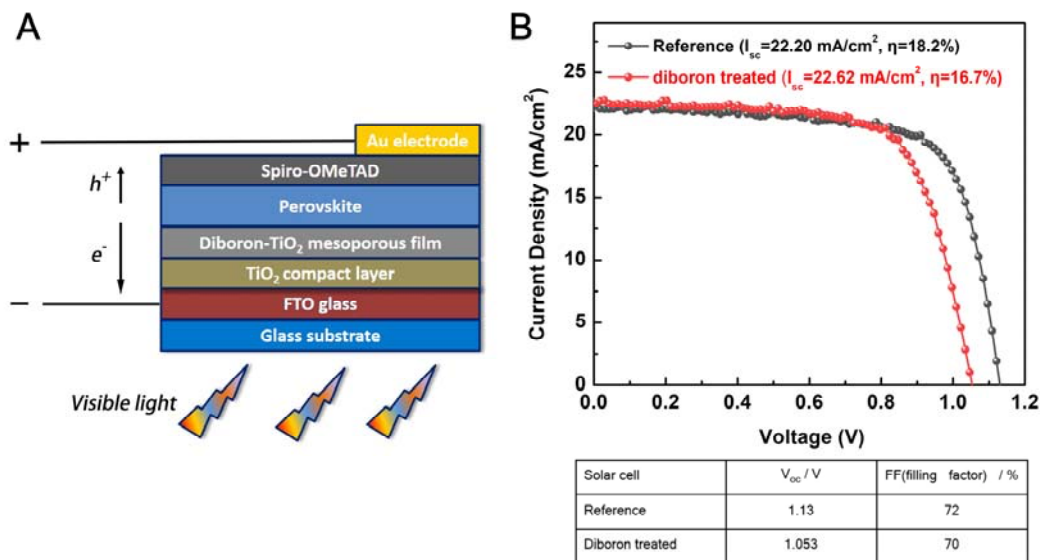 A
+
Au electrode
h+
Spiro-OMeTAD
Perovskite
e-
Diboron-TiO2 mesoporous film
TiO2 compact layer
−
FTO glass
Glass substrate
Visible light
B
Reference (Isc=22.20 mA/cm2, η=18.2%)
diboron treated (Isc=22.62 mA/cm2, η=16.7%)
Current Density (mA/cm2)
25
20
15
10
5
0
0.0 0.2 0.4 0.6 0.8 1.0 1.2
Voltage (V)
Solar cell Voc / V FF(filling factor) / %
Reference 1.13 72
Diboron treated 1.053 70